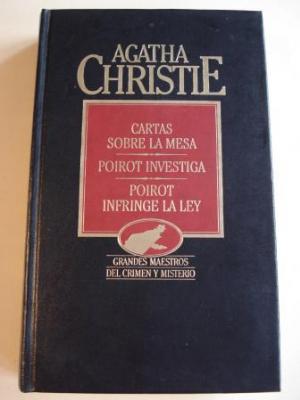 AGATHA
CHRISTIE
CARTAS
SOBRE LA MESA
POIROT INVESTIGA
POIROT
INFRINGE LA LEY
GRANDES MAESTROS
DEL CRIMEN Y MISTERIO